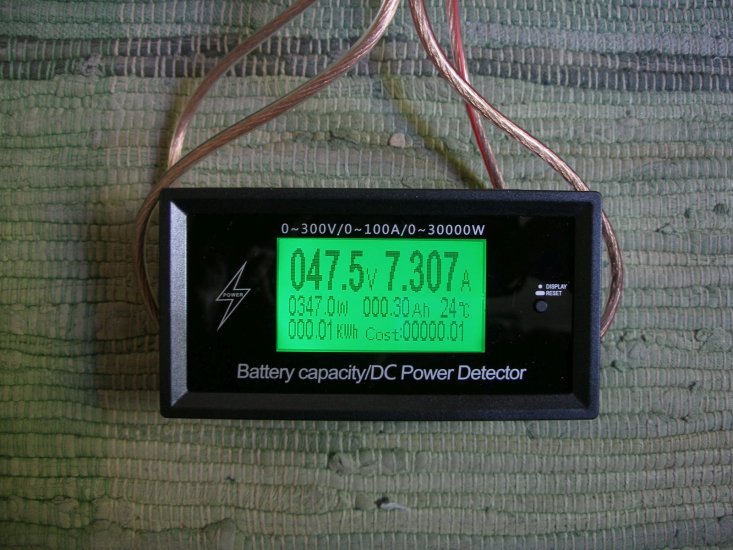 0~300V/0~100A/0~30000W
047.5V 7.307A
0347.0W 000.30Ah 24℃
000.01KWh Cost:00000.01
POWER
DISPLAY
RESET
Battery capacity/DC Power Detector